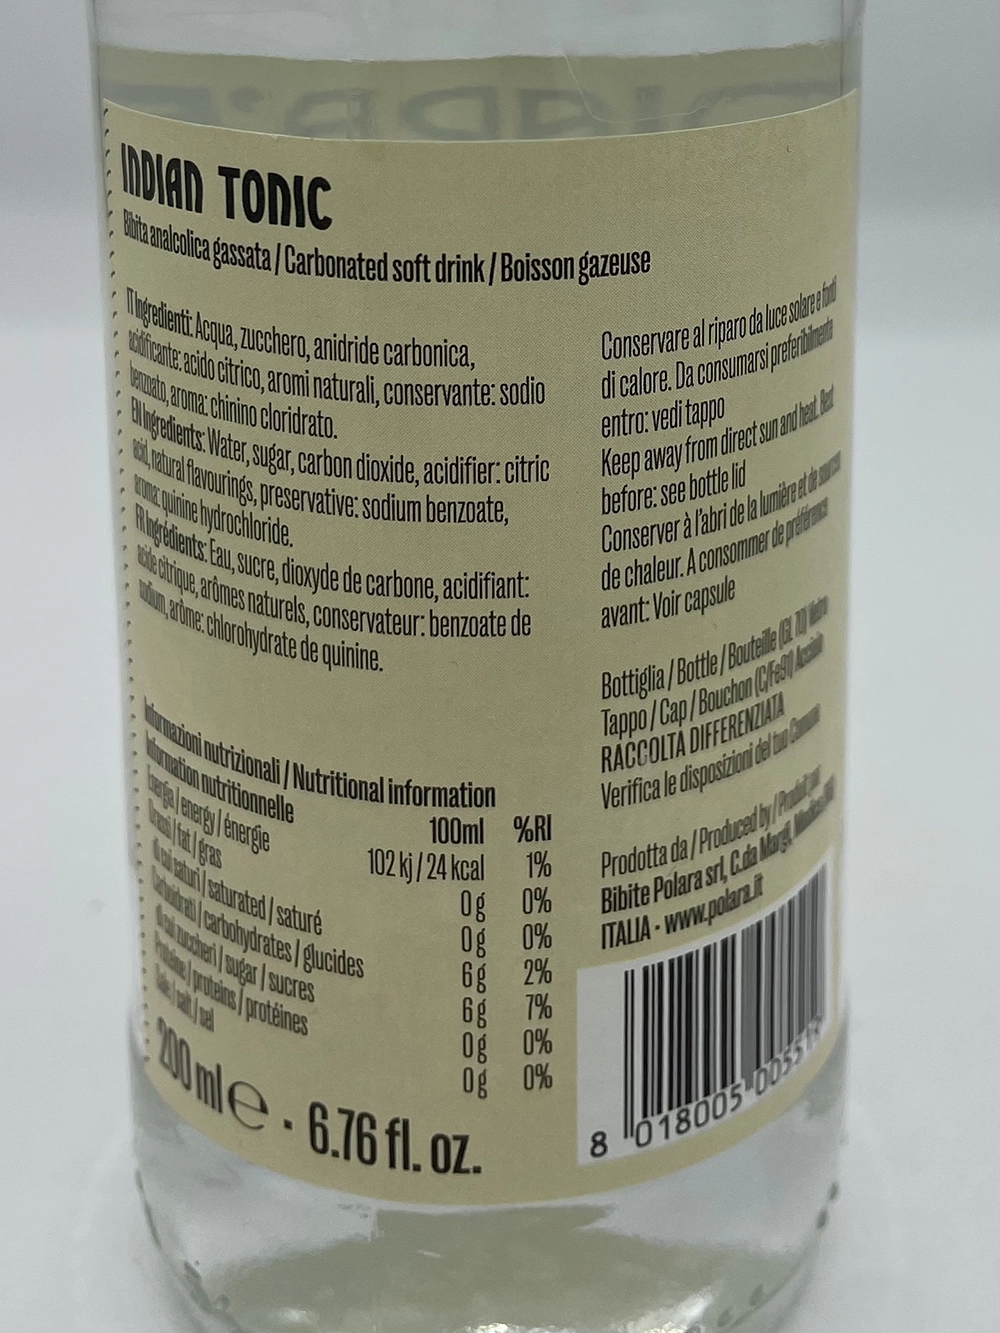 INDIAN TONIC
Bibita analcolica gassata / Carbonated soft drink / Boisson gazeuse
IT Ingredienti: Acqua, zucchero, anidride carbonica,
acidificante: acido citrico, aromi naturali, conservante: sodio
benzoato, aroma: chinino cloridrato.
EN Ingredients: Water, sugar, carbon dioxide, acidifier: citric
acid, natural flavourings, preservative: sodium benzoate,
aroma: quinine hydrochloride.
FR Ingrédients: Eau, sucre, dioxyde de carbone, acidifiant:
acide citrique, arômes naturels, conservateur: benzoate de
sodium, arôme: chlorohydrate de quinine.
Informazioni nutrizionali / Nutritional information
Information nutritionnelle
100ml %RI
Energia / energy / énergie 102 kj / 24 kcal 1%
Grassi / fat / gras 0 g 0%
di cui saturi / saturated / saturé 0 g 0%
Carboidrati / carbohydrates / glucides 6 g 2%
di cui zuccheri / sugar / sucres 6 g 7%
Proteine / proteins / protéines 0 g 0%
Sale / salt / sel 0 g 0%
200 ml e - 6.76 fl. oz.
Conservare al riparo da luce solare e fonti
di calore. Da consumarsi preferibilmente
entro: vedi tappo
Keep away from direct sun and heat. Best
before: see bottle lid
Conserver à l'abri de la lumière et de sources
de chaleur. A consommer de préférence
avant: Voir capsule
Bottiglia / Bottle / Bouteille (GL 70) Vetro
Tappo / Cap / Bouchon (C/Fe91) Acciaio
RACCOLTA DIFFERENZIATA
Verifica le disposizioni del tuo Comune
Prodotta da / Produced by / Produit par
Bibite Polara srl, C.da Margi,
ITALIA - www.polara.it
8 018005 00551